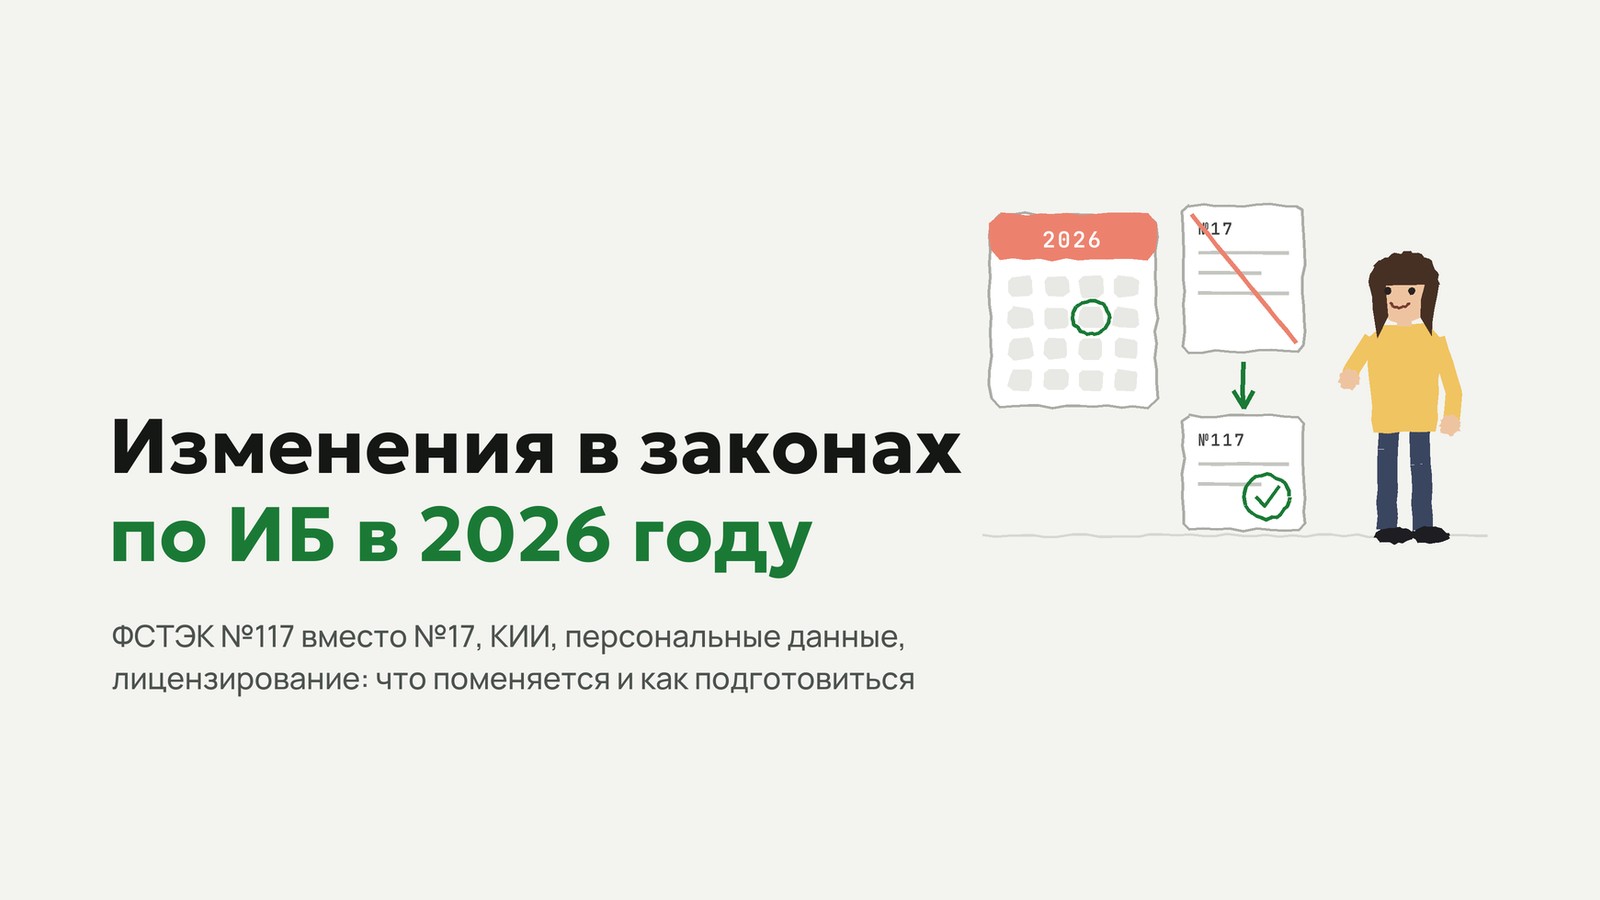 Изменения в законах
по ИБ в 2026 году
ФСТЭК №117 вместо №17, КИИ, персональные данные,
лицензирование: что поменяется и как подготовиться
2026
№17
№117